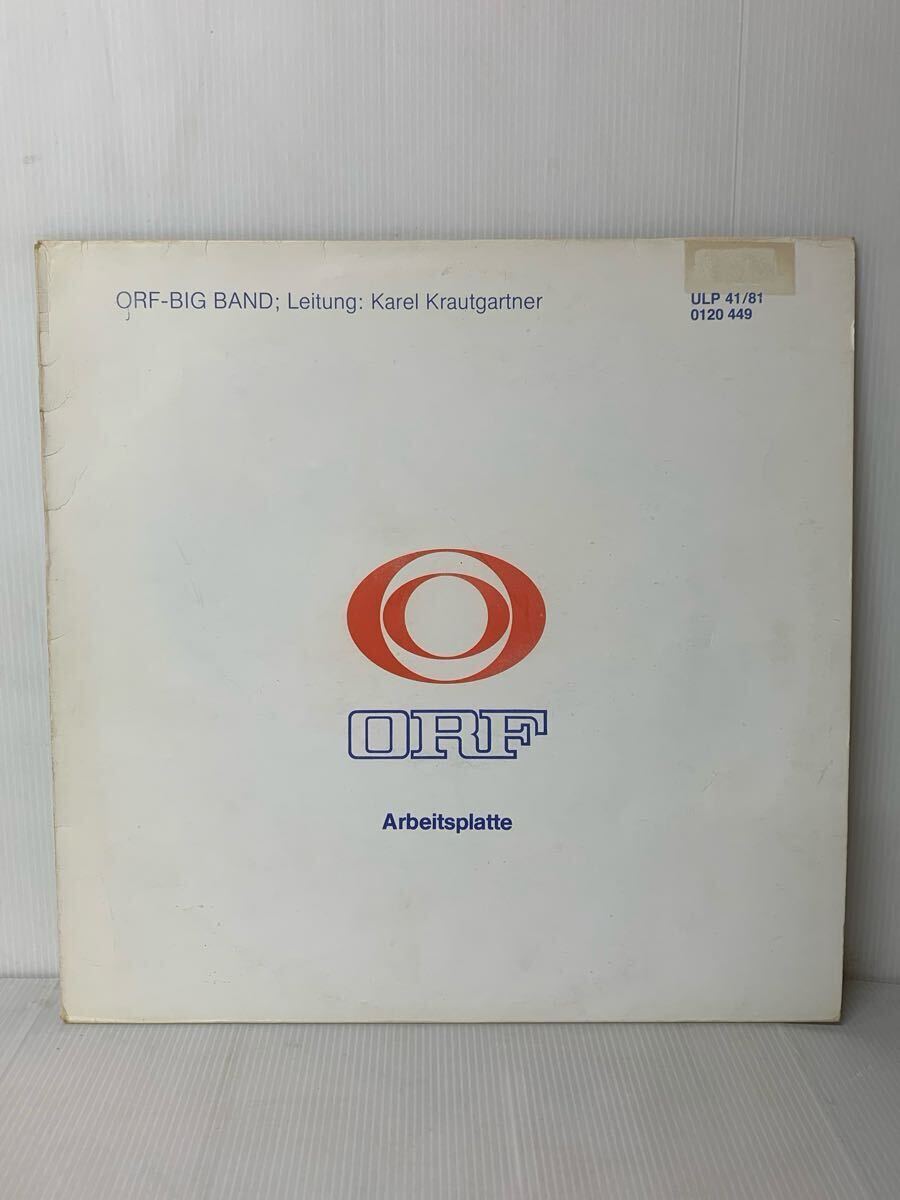 ORF-BIG BAND; Leitung: Karel Krautgartner
ULP 41/81
0120 449
ORF
Arbeitsplatte